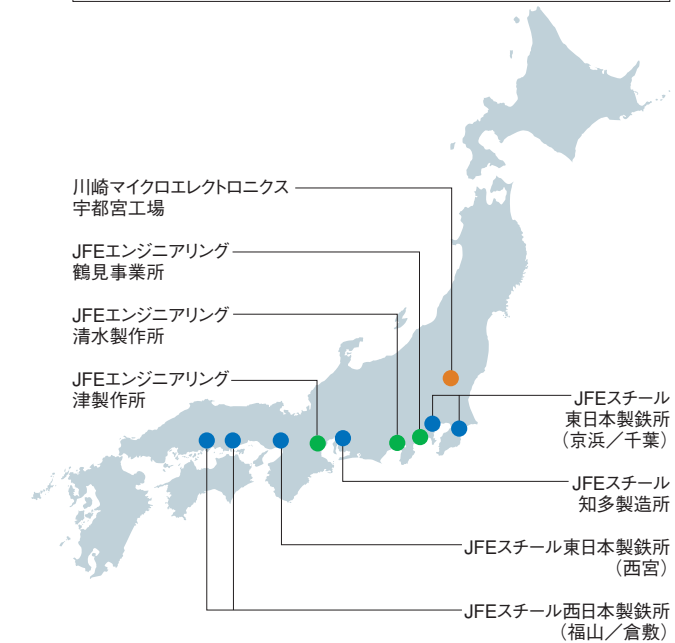 川崎マイクロエレクトロニクス
宇都宮工場
JFEエンジニアリング
鶴見事業所
JFEエンジニアリング
清水製作所
JFEエンジニアリング
津製作所
JFEスチール
東日本製鉄所
（京浜／千葉）
JFEスチール
知多製造所
JFEスチール東日本製鉄所
（西宮）
JFEスチール西日本製鉄所
（福山／倉敷）